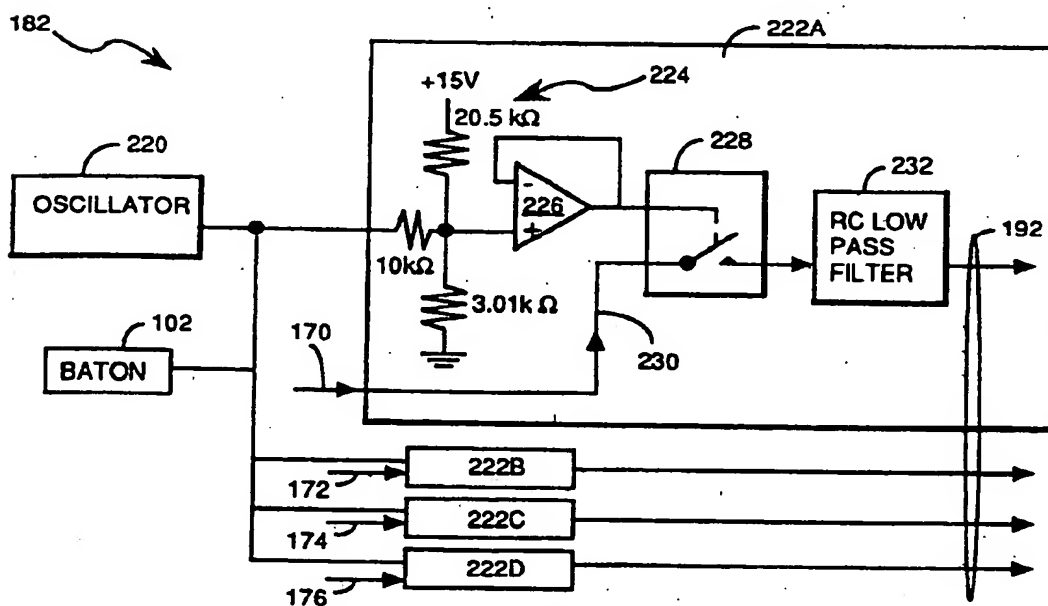 182
222A
+15V
224
20.5 kΩ
220
OSCILLATOR
228
226
-
+
232
RC LOW
PASS
FILTER
192
10kΩ
3.01k Ω
102
BATON
170
230
222B
172
222C
174
222D
176